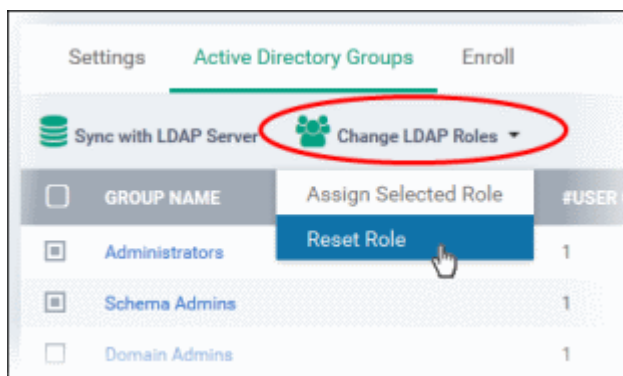 Settings Active Directory Groups Enroll
Sync with LDAP Server Change LDAP Roles
GROUP NAME #USER
Assign Selected Role
Reset Role
Administrators 1
Schema Admins 1
Domain Admins 1